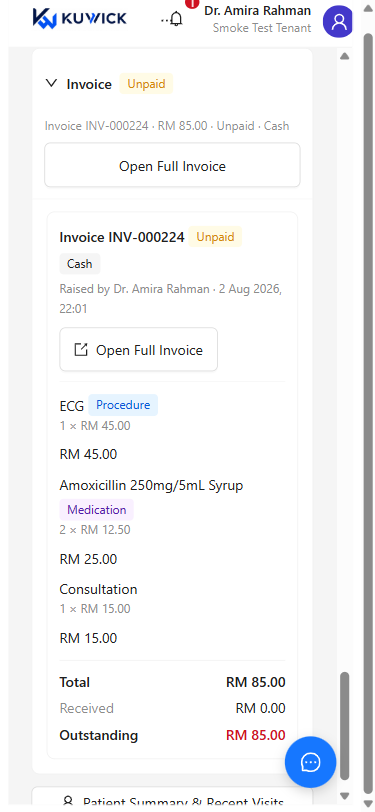 KUWICK
1
Dr. Amira Rahman
Smoke Test Tenant
Invoice Unpaid
Invoice INV-000224 · RM 85.00 · Unpaid · Cash
Open Full Invoice
Invoice INV-000224 Unpaid
Cash
Raised by Dr. Amira Rahman · 2 Aug 2026,
22:01
Open Full Invoice
ECG Procedure
1 × RM 45.00
RM 45.00
Amoxicillin 250mg/5mL Syrup
Medication
2 × RM 12.50
RM 25.00
Consultation
1 × RM 15.00
RM 15.00
Total RM 85.00
Received RM 0.00
Outstanding RM 85.00
Patient Summary & Recent Visits